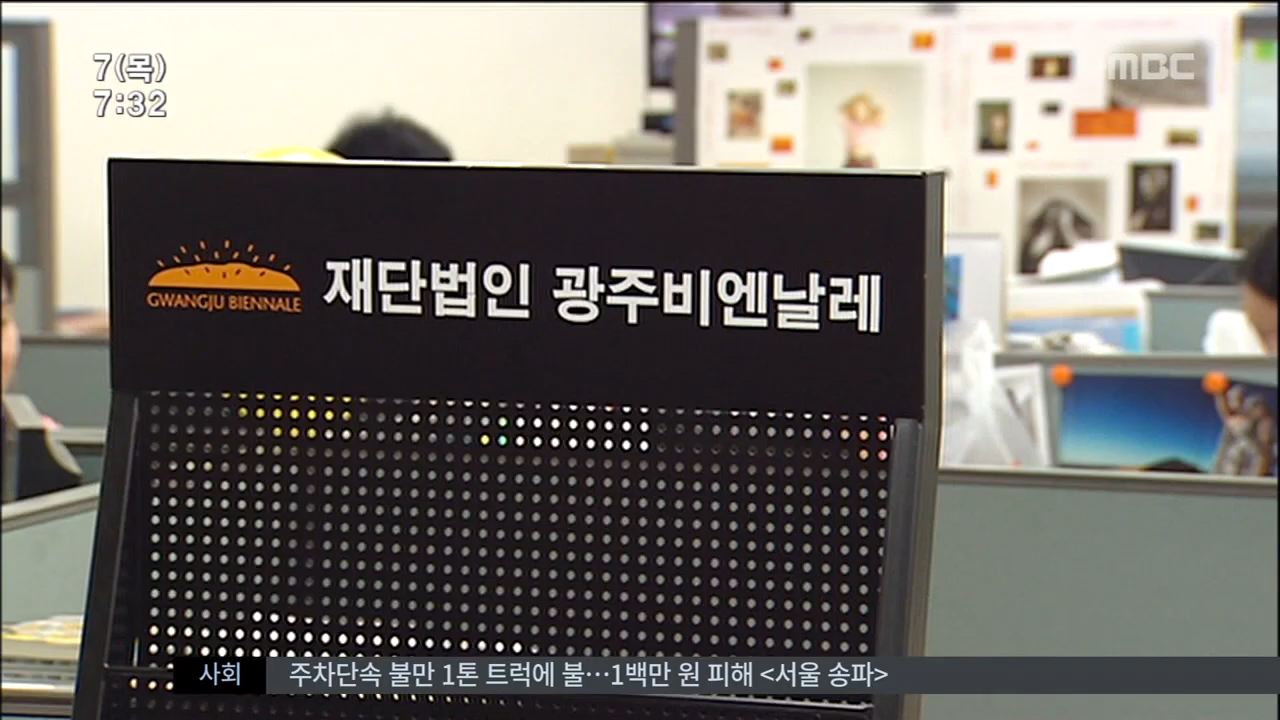 7(목)
7:32
MBC
GWANGJU BIENNALE
재단법인 광주비엔날레
사회
주차단속 불만 1톤 트럭에 불…1백만 원 피해 <서울 송파>